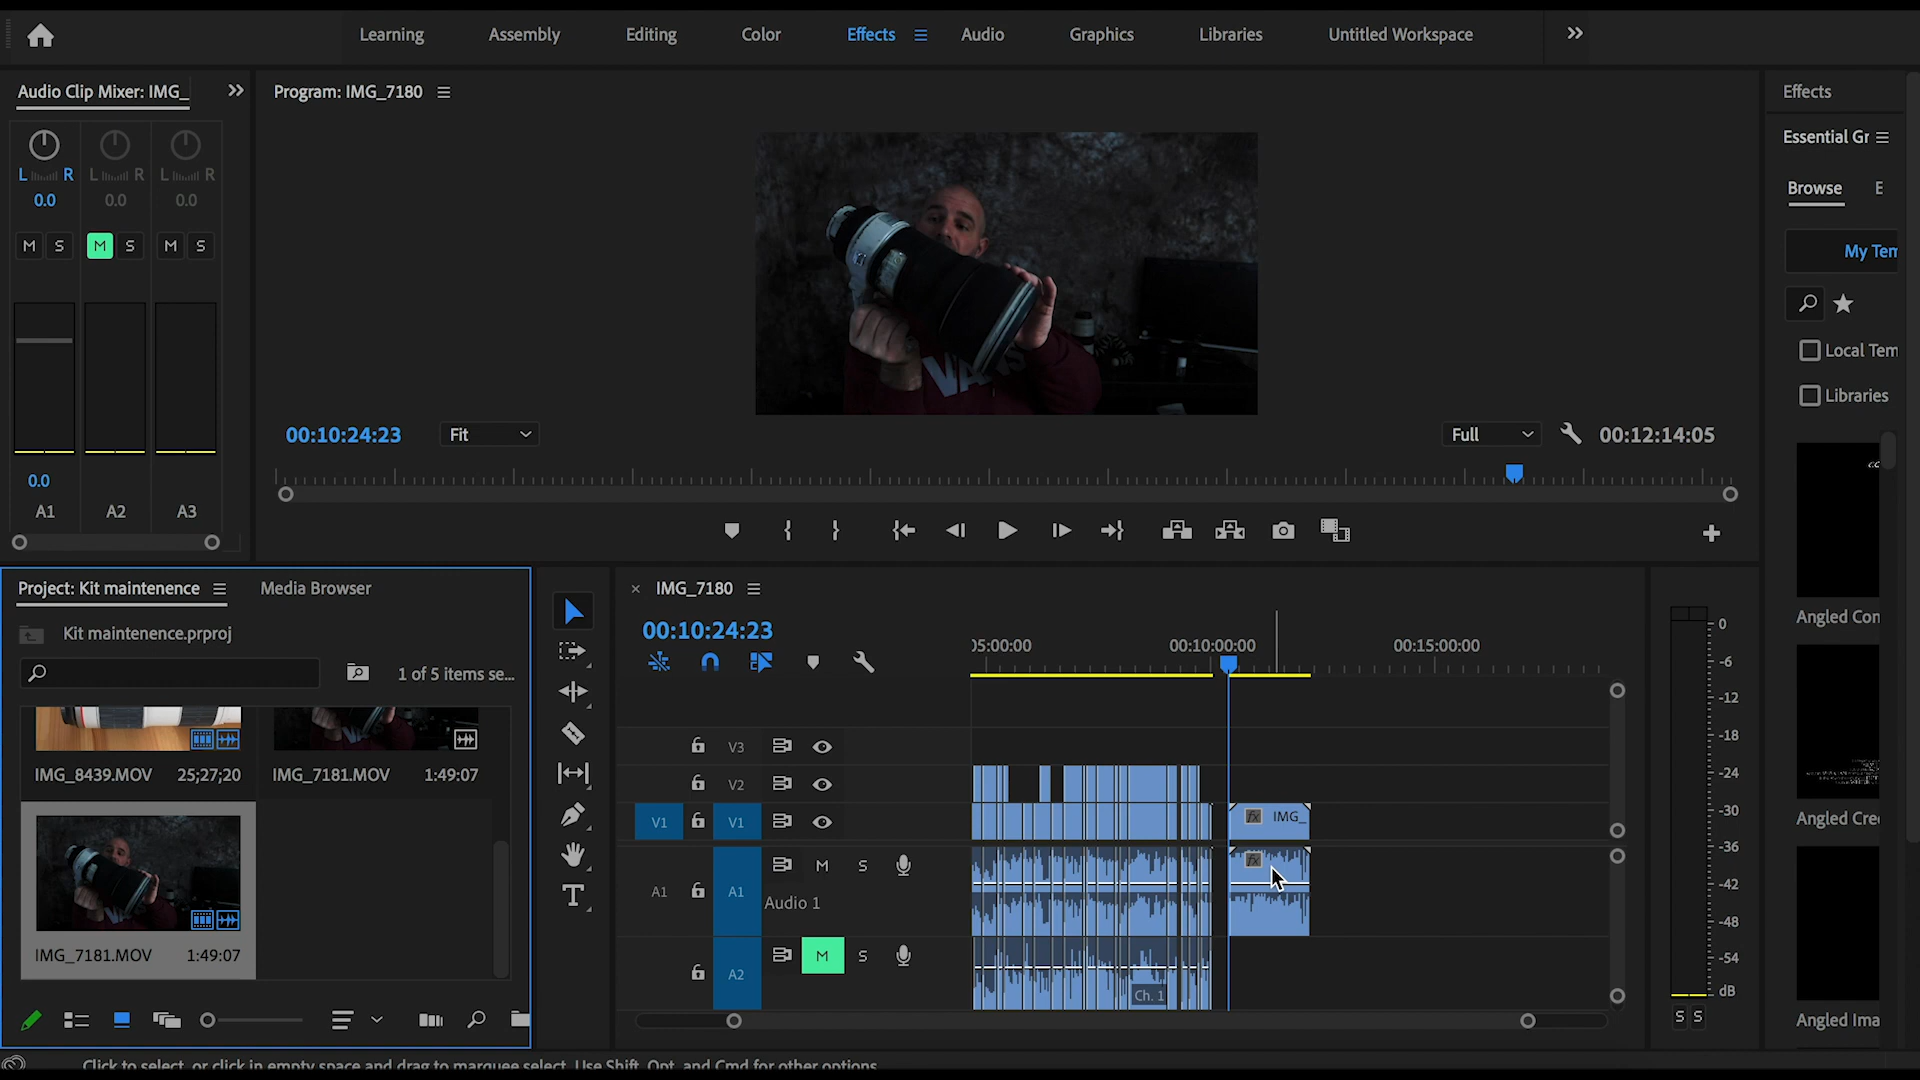 Learning Assembly Editing Color Effects Audio Graphics Libraries Untitled Workspace
Audio Clip Mixer: IMG_
L R L R L R
0.0 0.0 0.0
M S M S M S
0.0
A1 A2 A3
Program: IMG_7180
VANS
00:10:24:23 Fit Full 00:12:14:05
Effects
Essential Gr
Browse E
My Tem
Local Tem
Libraries
Angled Con
Angled Cre
Angled Ima
Project: Kit maintenence Media Browser
Kit maintenence.prproj
1 of 5 items se...
IMG_8439.MOV 25;27;20 IMG_7181.MOV 1:49:07
IMG_7181.MOV 1:49:07
IMG_7180
00:10:24:23
05:00:00 00:10:00:00 00:15:00:00
V3
V2
V1 V1 fx IMG_
A1 A1 M S fx
Audio 1
A2 M S
Ch. 1
0
-6
-12
-18
-24
-30
-36
-42
-48
-54
dB
S S
Click to select, or click in empty space and drag to marquee select. Use Shift, Opt, and Cmd for other options.